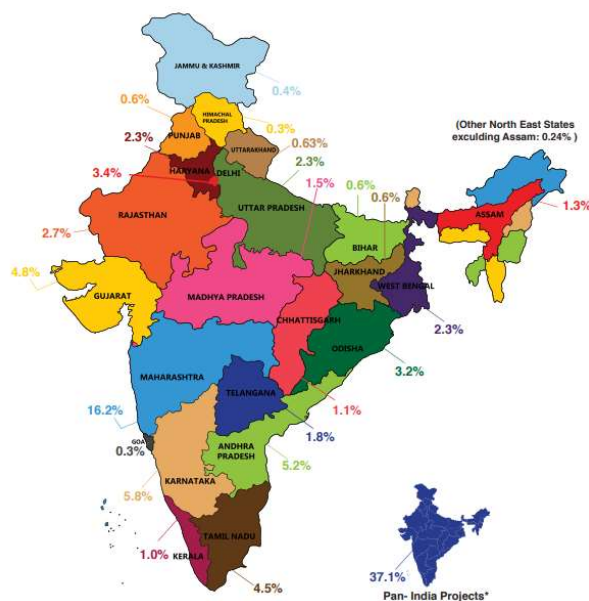 JAMMU & KASHMIR
0.4%
0.6%
HIMACHAL
PRADESH
0.3%
PUNJAB
(Other North East States
exculding Assam: 0.24% )
2.3%
UTTARAKHAND
0.63%
HARYANA
DELHI
2.3%
3.4%
1.5%
UTTAR PRADESH
0.6%
0.6%
ASSAM
1.3%
RAJASTHAN
2.7%
BIHAR
4.8%
JHARKHAND
WEST BENGAL
GUJARAT
MADHYA PRADESH
CHHATTISGARH
2.3%
ODISHA
3.2%
MAHARASHTRA
TELANGANA
16.2%
1.1%
1.8%
GOA
0.3%
ANDHRA
PRADESH
5.2%
KARNATAKA
5.8%
TAMIL NADU
1.0%
KERALA
4.5%
37.1%
Pan- India Projects*